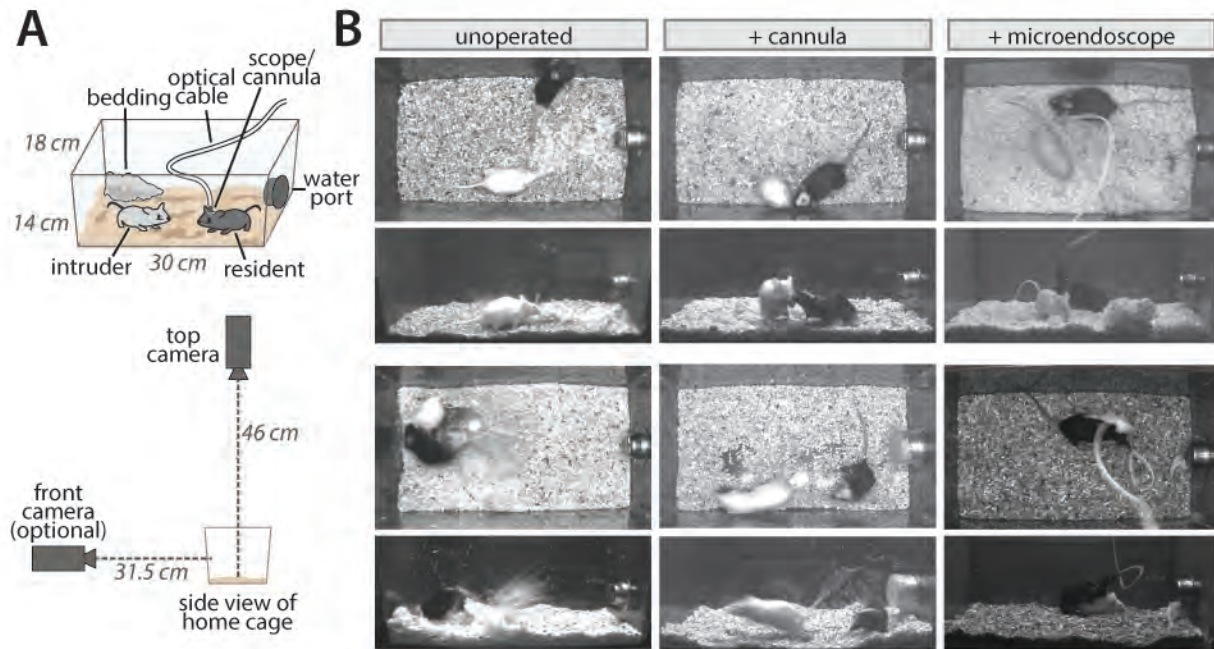 A
scope/
cannula
optical
cable
bedding
18 cm
water
port
14 cm
intruder
30 cm
resident
top
camera
46 cm
front
camera
(optional)
31.5 cm
side view of
home cage
B
unoperated
+ cannula
+ microendoscope